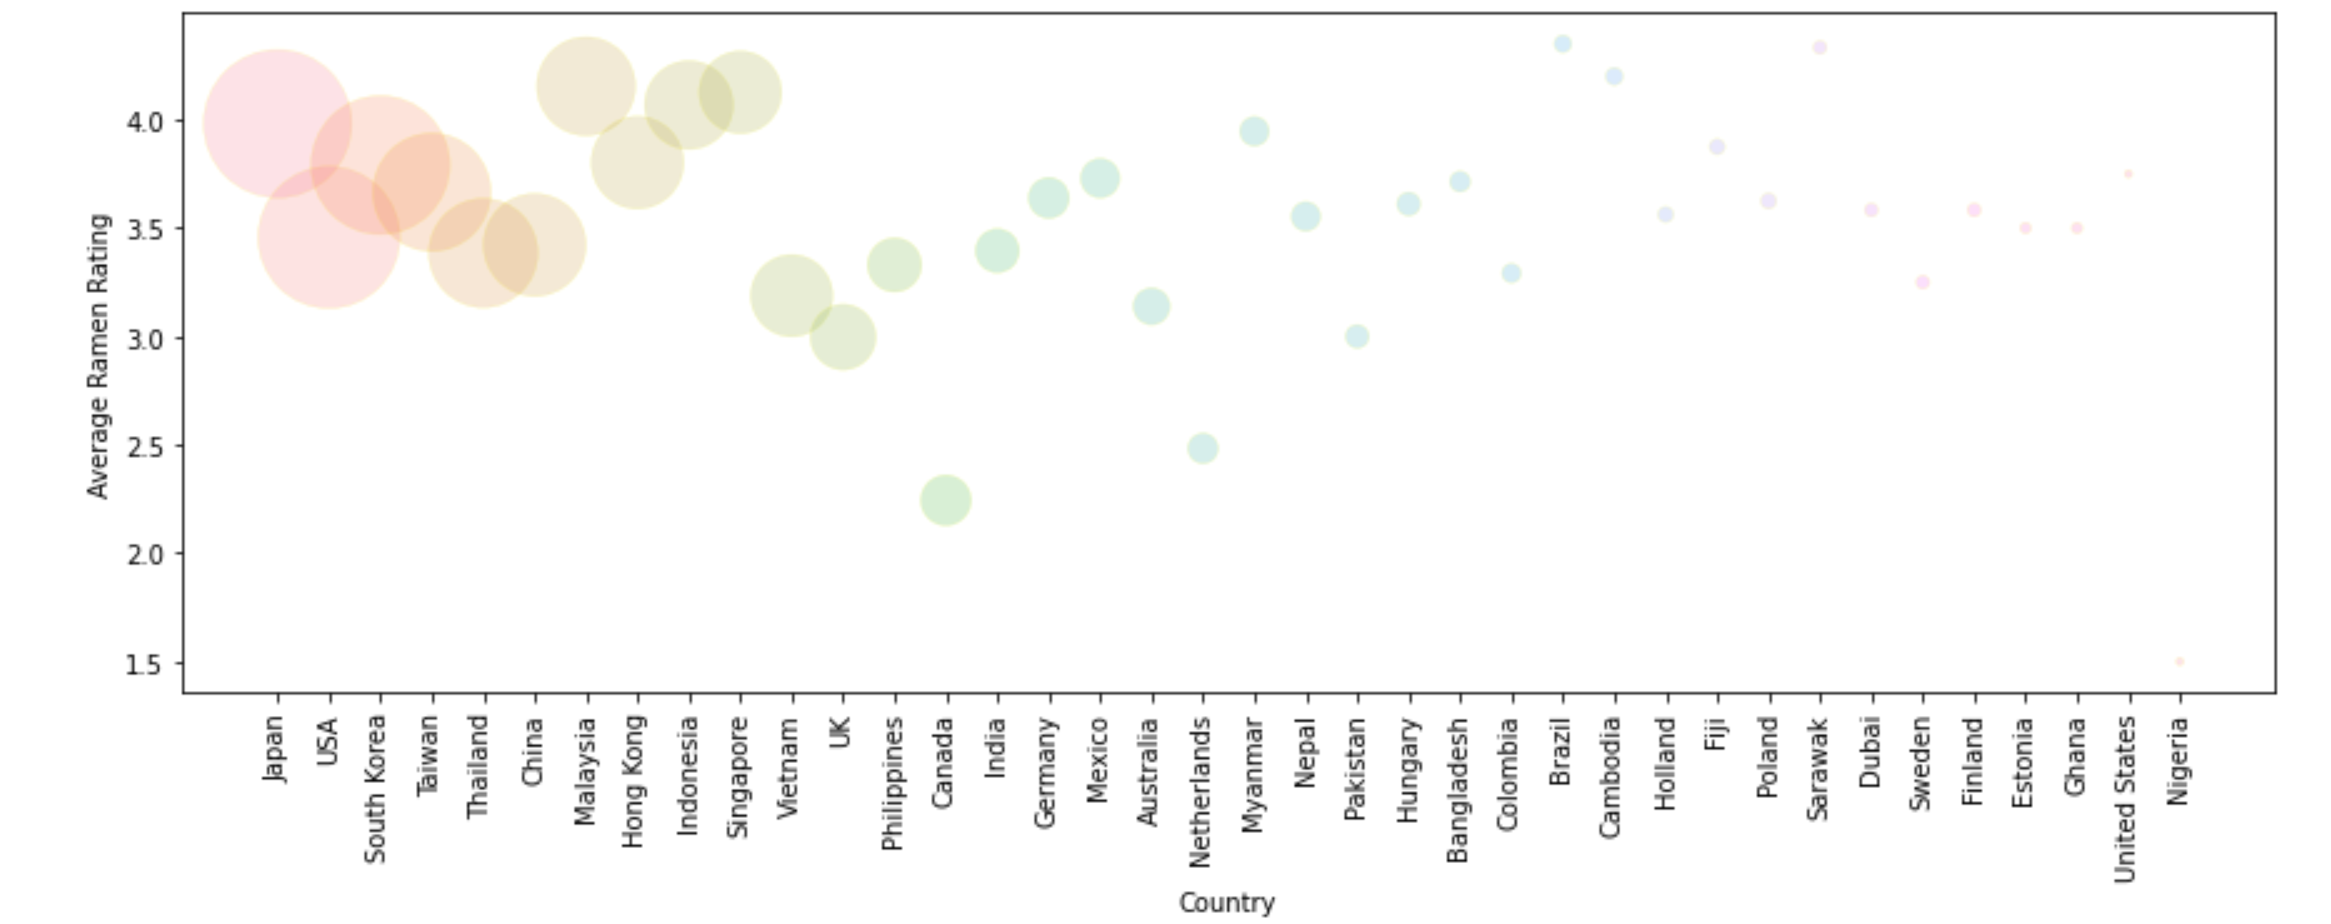 Average Ramen Rating
4.0
3.5
3.0
2.5
2.0
1.5
Japan
USA
South Korea
Taiwan
Thailand
China
Malaysia
Hong Kong
Indonesia
Singapore
Vietnam
UK
Philippines
Canada
India
Germany
Mexico
Australia
Netherlands
Myanmar
Nepal
Pakistan
Hungary
Bangladesh
Colombia
Brazil
Cambodia
Holland
Fiji
Poland
Sarawak
Dubai
Sweden
Finland
Estonia
Ghana
United States
Nigeria
Country